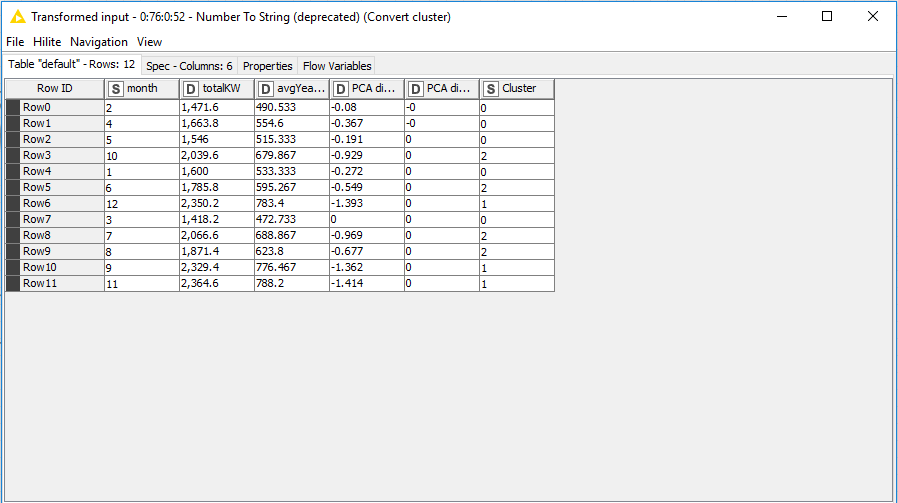 Transformed input - 0:76:0:52 - Number To String (deprecated) (Convert cluster)
File Hilite Navigation View
Table "default" - Rows: 12 Spec - Columns: 6 Properties Flow Variables
Row ID S month D totalKW D avgYea... D PCA di... D PCA di... S Cluster
Row0 2 1,471.6 490.533 -0.08 -0 0
Row1 4 1,663.8 554.6 -0.367 -0 0
Row2 5 1,546 515.333 -0.191 0 0
Row3 10 2,039.6 679.867 -0.929 0 2
Row4 1 1,600 533.333 -0.272 0 0
Row5 6 1,785.8 595.267 -0.549 0 2
Row6 12 2,350.2 783.4 -1.393 0 1
Row7 3 1,418.2 472.733 0 0 0
Row8 7 2,066.6 688.867 -0.969 0 2
Row9 8 1,871.4 623.8 -0.677 0 2
Row10 9 2,329.4 776.467 -1.362 0 1
Row11 11 2,364.6 788.2 -1.414 0 1